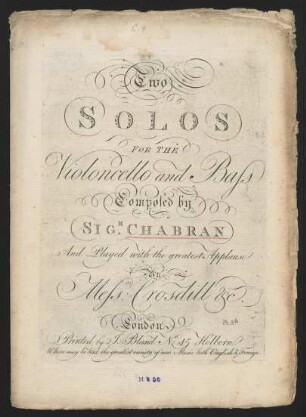 Two
SOLOS
FOR THE
Violoncello and Bass
Composed by
SIG.R CHABRAN
And Played with the greatest Applause
By
Mess.rs Crosdill &c.
London
Printed by J. Bland No. 45 Holborn
Where may be had the greatest variety of new Music both English & Foreign